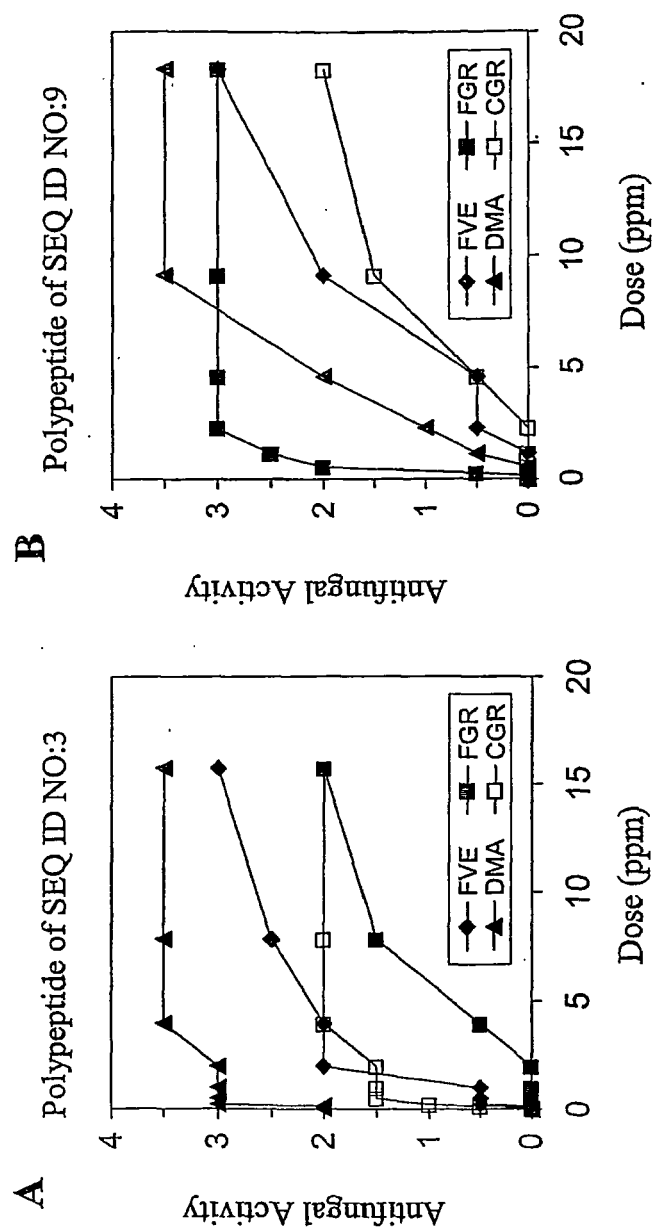 A
Polypeptide of SEQ ID NO:3
Antifungal Activity
4
3
2
1
0
FVE FGR
DMA CGR
0 5 10 15 20
Dose (ppm)
B
Polypeptide of SEQ ID NO:9
Antifungal Activity
4
3
2
1
0
FVE FGR
DMA CGR
0 5 10 15 20
Dose (ppm)